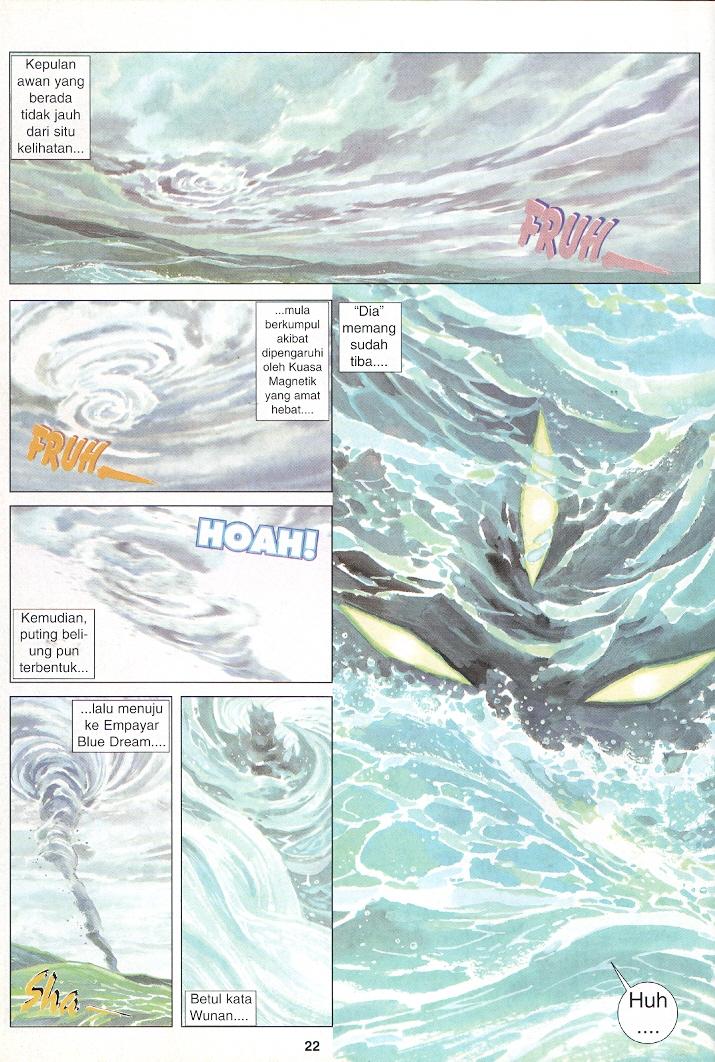 Kepulan
awan yang
berada
tidak jauh
dari situ
kelihatan...
FRUH
...mula
berkumpul
akibat
dipengaruhi
oleh Kuasa
Magnetik
yang amat
hebat....
FRUH
HOAH!
Kemudian,
puting beli-
ung pun
terbentuk...
...lalu menuju
ke Empayar
Blue Dream....
Sha
Betul kata
Wunan....
"Dia"
memang
sudah
tiba....
Huh
....
22